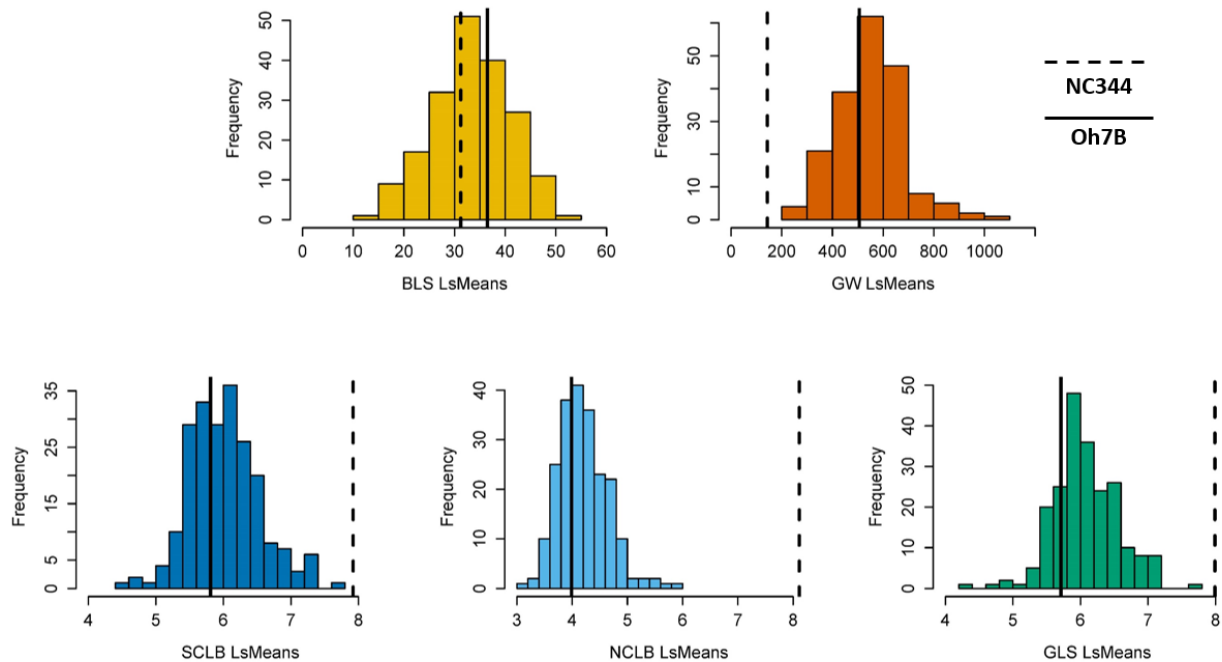 Frequency
50
40
30
20
10
0
0 10 20 30 40 50 60
BLS LsMeans
Frequency
50
30
10
0
0 200 400 600 800 1000
GW LsMeans
NC344
Oh7B
Frequency
35
25
15
5
0
4 5 6 7 8
SCLB LsMeans
Frequency
40
30
20
10
0
3 4 5 6 7 8
NCLB LsMeans
Frequency
50
40
30
20
10
0
4 5 6 7 8
GLS LsMeans